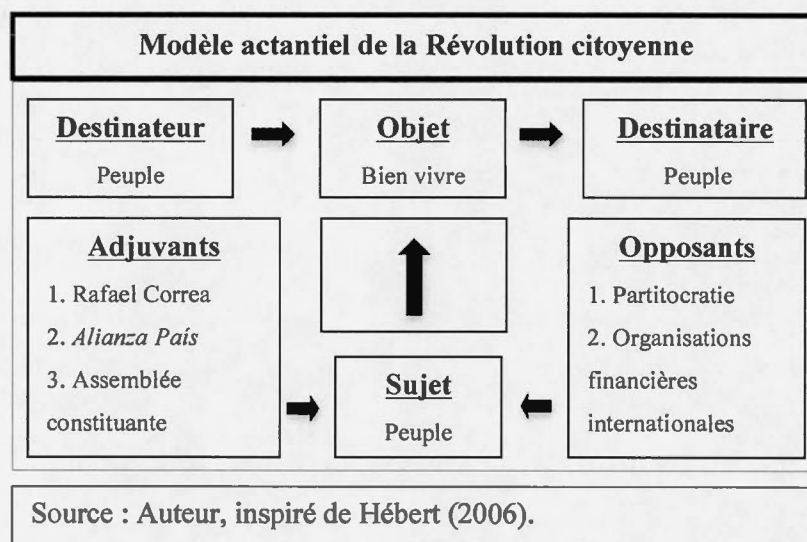 Modèle actantiel de la Révolution citoyenne
Destinateur
Peuple
Objet
Bien vivre
Destinataire
Peuple
Adjuvants
1. Rafael Correa
2. Alianza País
3. Assemblée
constituante
Opposants
1. Partitocratie
2. Organisations
financières
internationales
Sujet
Peuple
Source : Auteur, inspiré de Hébert (2006).